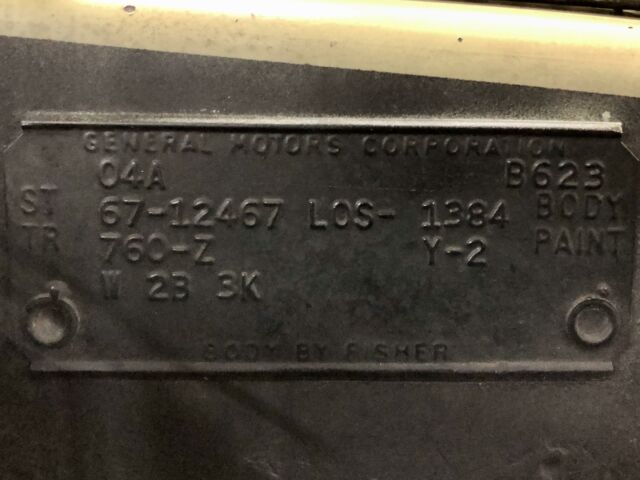 GENERAL MOTORS CORPORATION
04A B623
ST 67-12467 LOS- 1384 BODY
TR 760-Z Y-2 PAINT
W 2B 3K
BODY BY FISHER